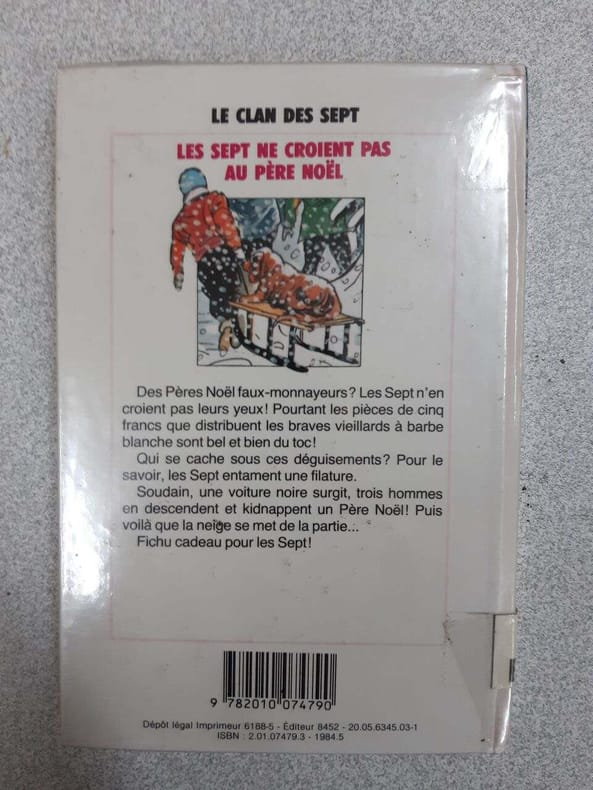 LE CLAN DES SEPT
LES SEPT NE CROIENT PAS
AU PÈRE NOËL
Des Pères Noël faux-monnayeurs? Les Sept n'en
croient pas leurs yeux! Pourtant les pièces de cinq
francs que distribuent les braves vieillards à barbe
blanche sont bel et bien du toc!
Qui se cache sous ces déguisements? Pour le
savoir, les Sept entament une filature.
Soudain, une voiture noire surgit, trois hommes
en descendent et kidnappent un Père Noël! Puis
voilà que la neige se met de la partie...
Fichu cadeau pour les Sept!
9 782010 074790
Dépôt légal Imprimeur 6188-5 - Éditeur 8452 - 20.05.6345.03-1
ISBN : 2.01.07479.3 - 1984.5